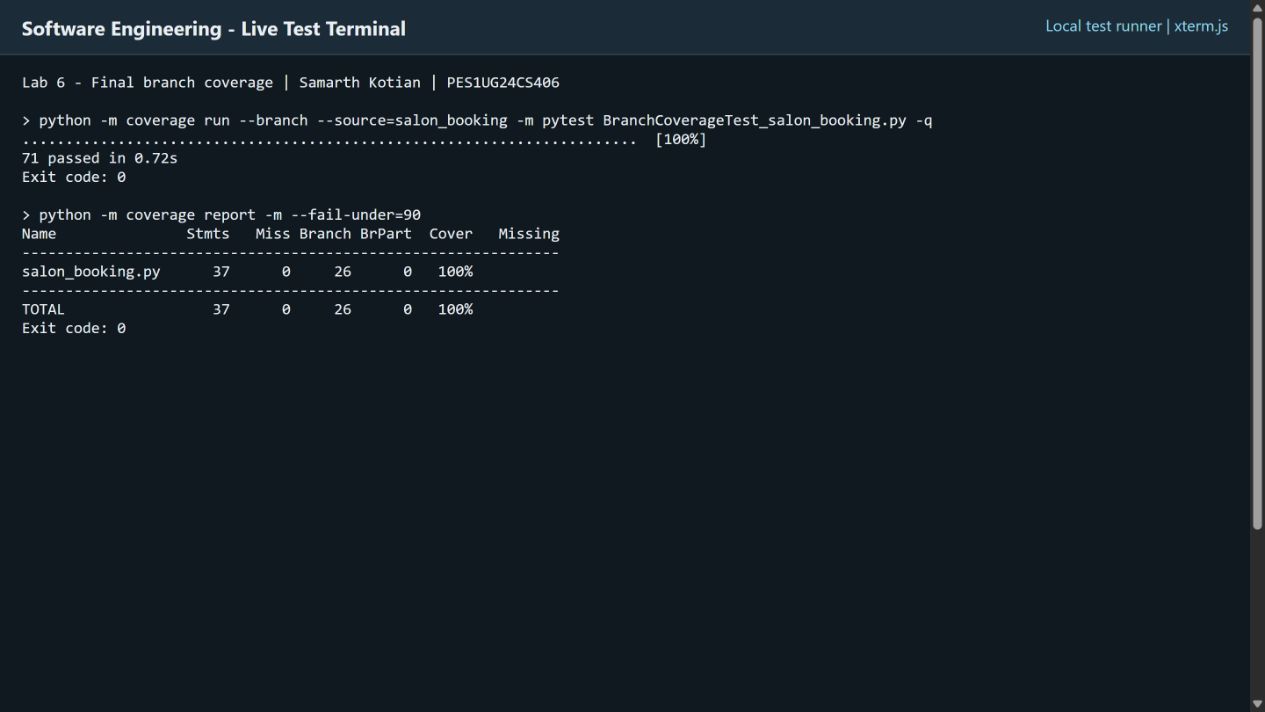 Software Engineering - Live Test Terminal
Local test runner | xterm.js
Lab 6 - Final branch coverage | Samarth Kotian | PES1UG24CS406
> python -m coverage run --branch --source=salon_booking -m pytest BranchCoverageTest_salon_booking.py -q
....................................................................... [100%]
71 passed in 0.72s
Exit code: 0
> python -m coverage report -m --fail-under=90
Name               Stmts   Miss Branch BrPart  Cover   Missing
--------------------------------------------------------------
salon_booking.py      37      0     26      0   100%
--------------------------------------------------------------
TOTAL                 37      0     26      0   100%
Exit code: 0